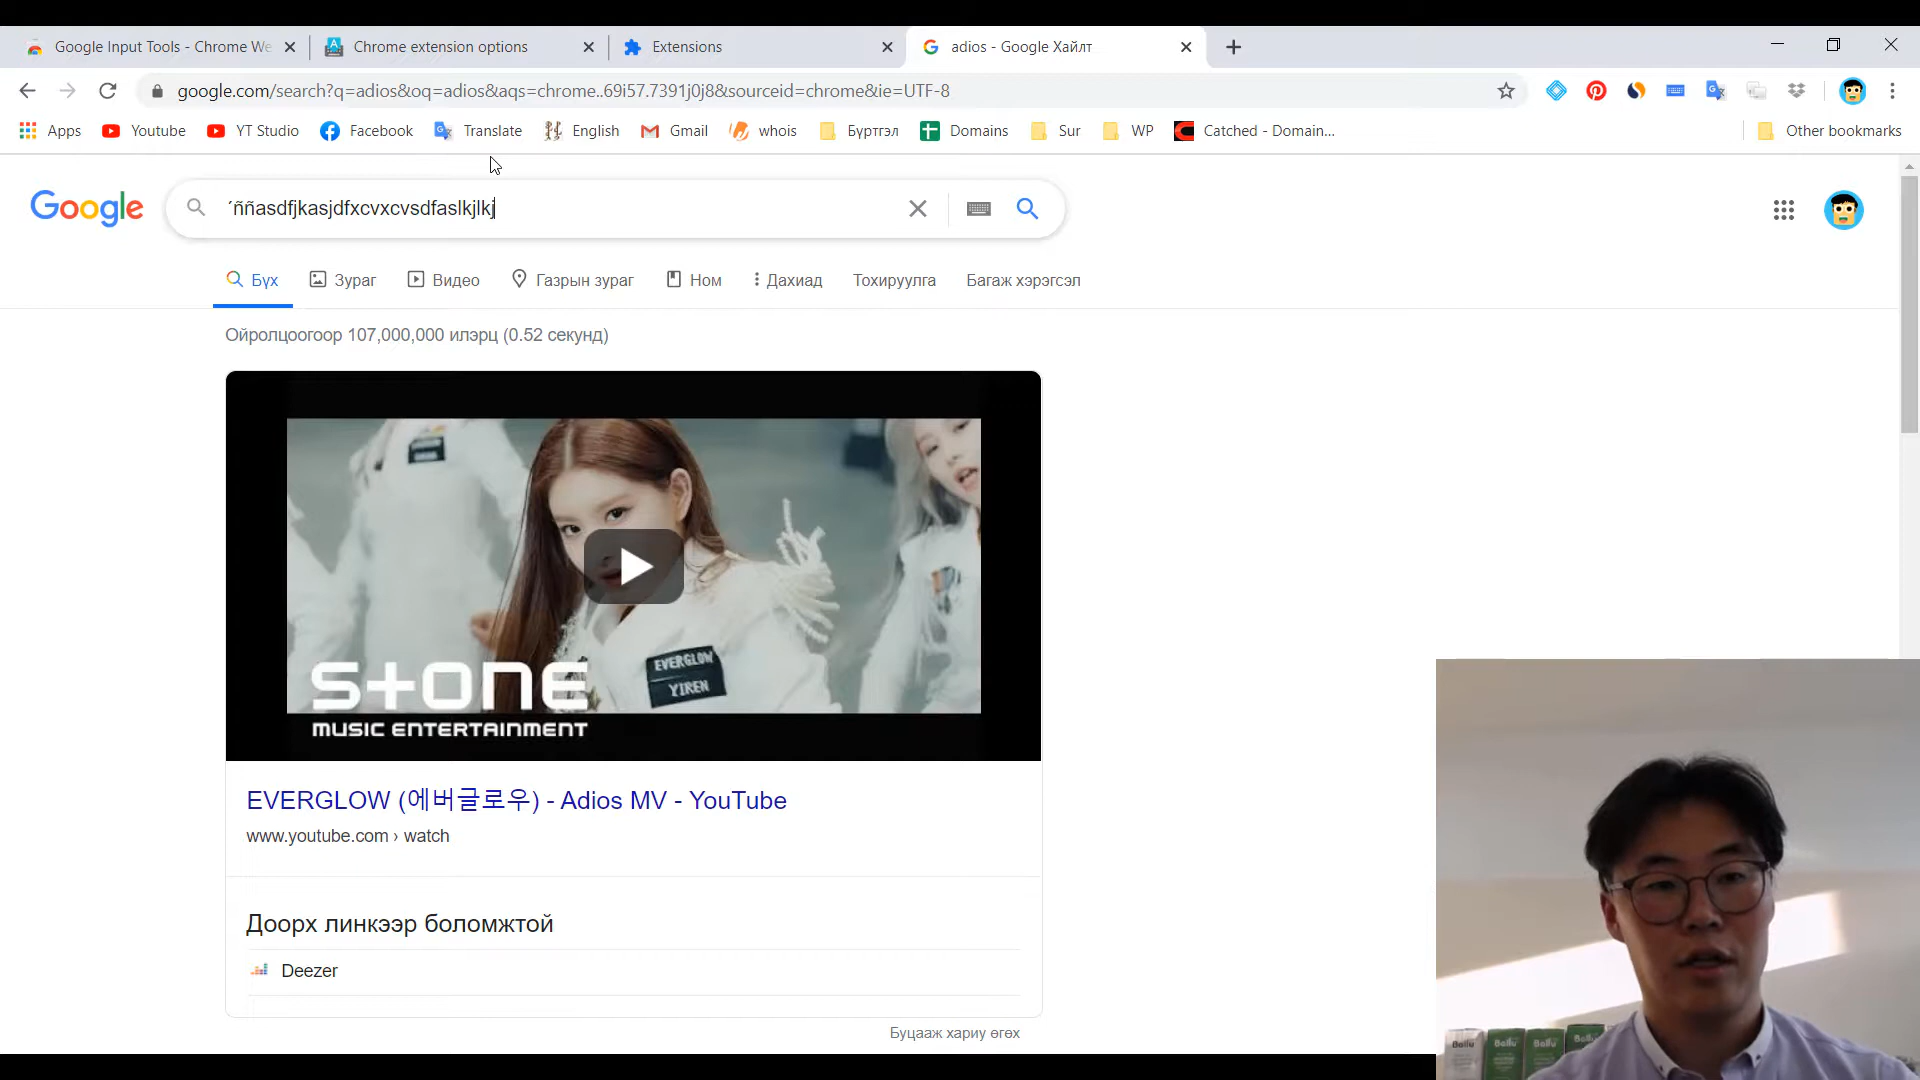 Google Input Tools - Chrome We
Chrome extension options
Extensions
adios - Google Хайлт
google.com/search?q=adios&oq=adios&aqs=chrome..69i57.7391j0j8&sourceid=chrome&ie=UTF-8
Apps Youtube YT Studio Facebook Translate English Gmail whois Бүртгэл Domains Sur WP Catched - Domain... Other bookmarks
Google
´ññasdfjkasjdfxcvxcvsdfaslkjlkj
Бүх Зураг Видео Газрын зураг Ном Дахиад Тохируулга Багаж хэрэгсэл
Ойролцоогоор 107,000,000 илэрц (0.52 секунд)
EVERGLOW
YIREN
STONE
MUSIC ENTERTAINMENT
EVERGLOW (에버글로우) - Adios MV - YouTube
www.youtube.com › watch
Доорх линкээр боломжтой
Deezer
Буцааж хариу өгөх